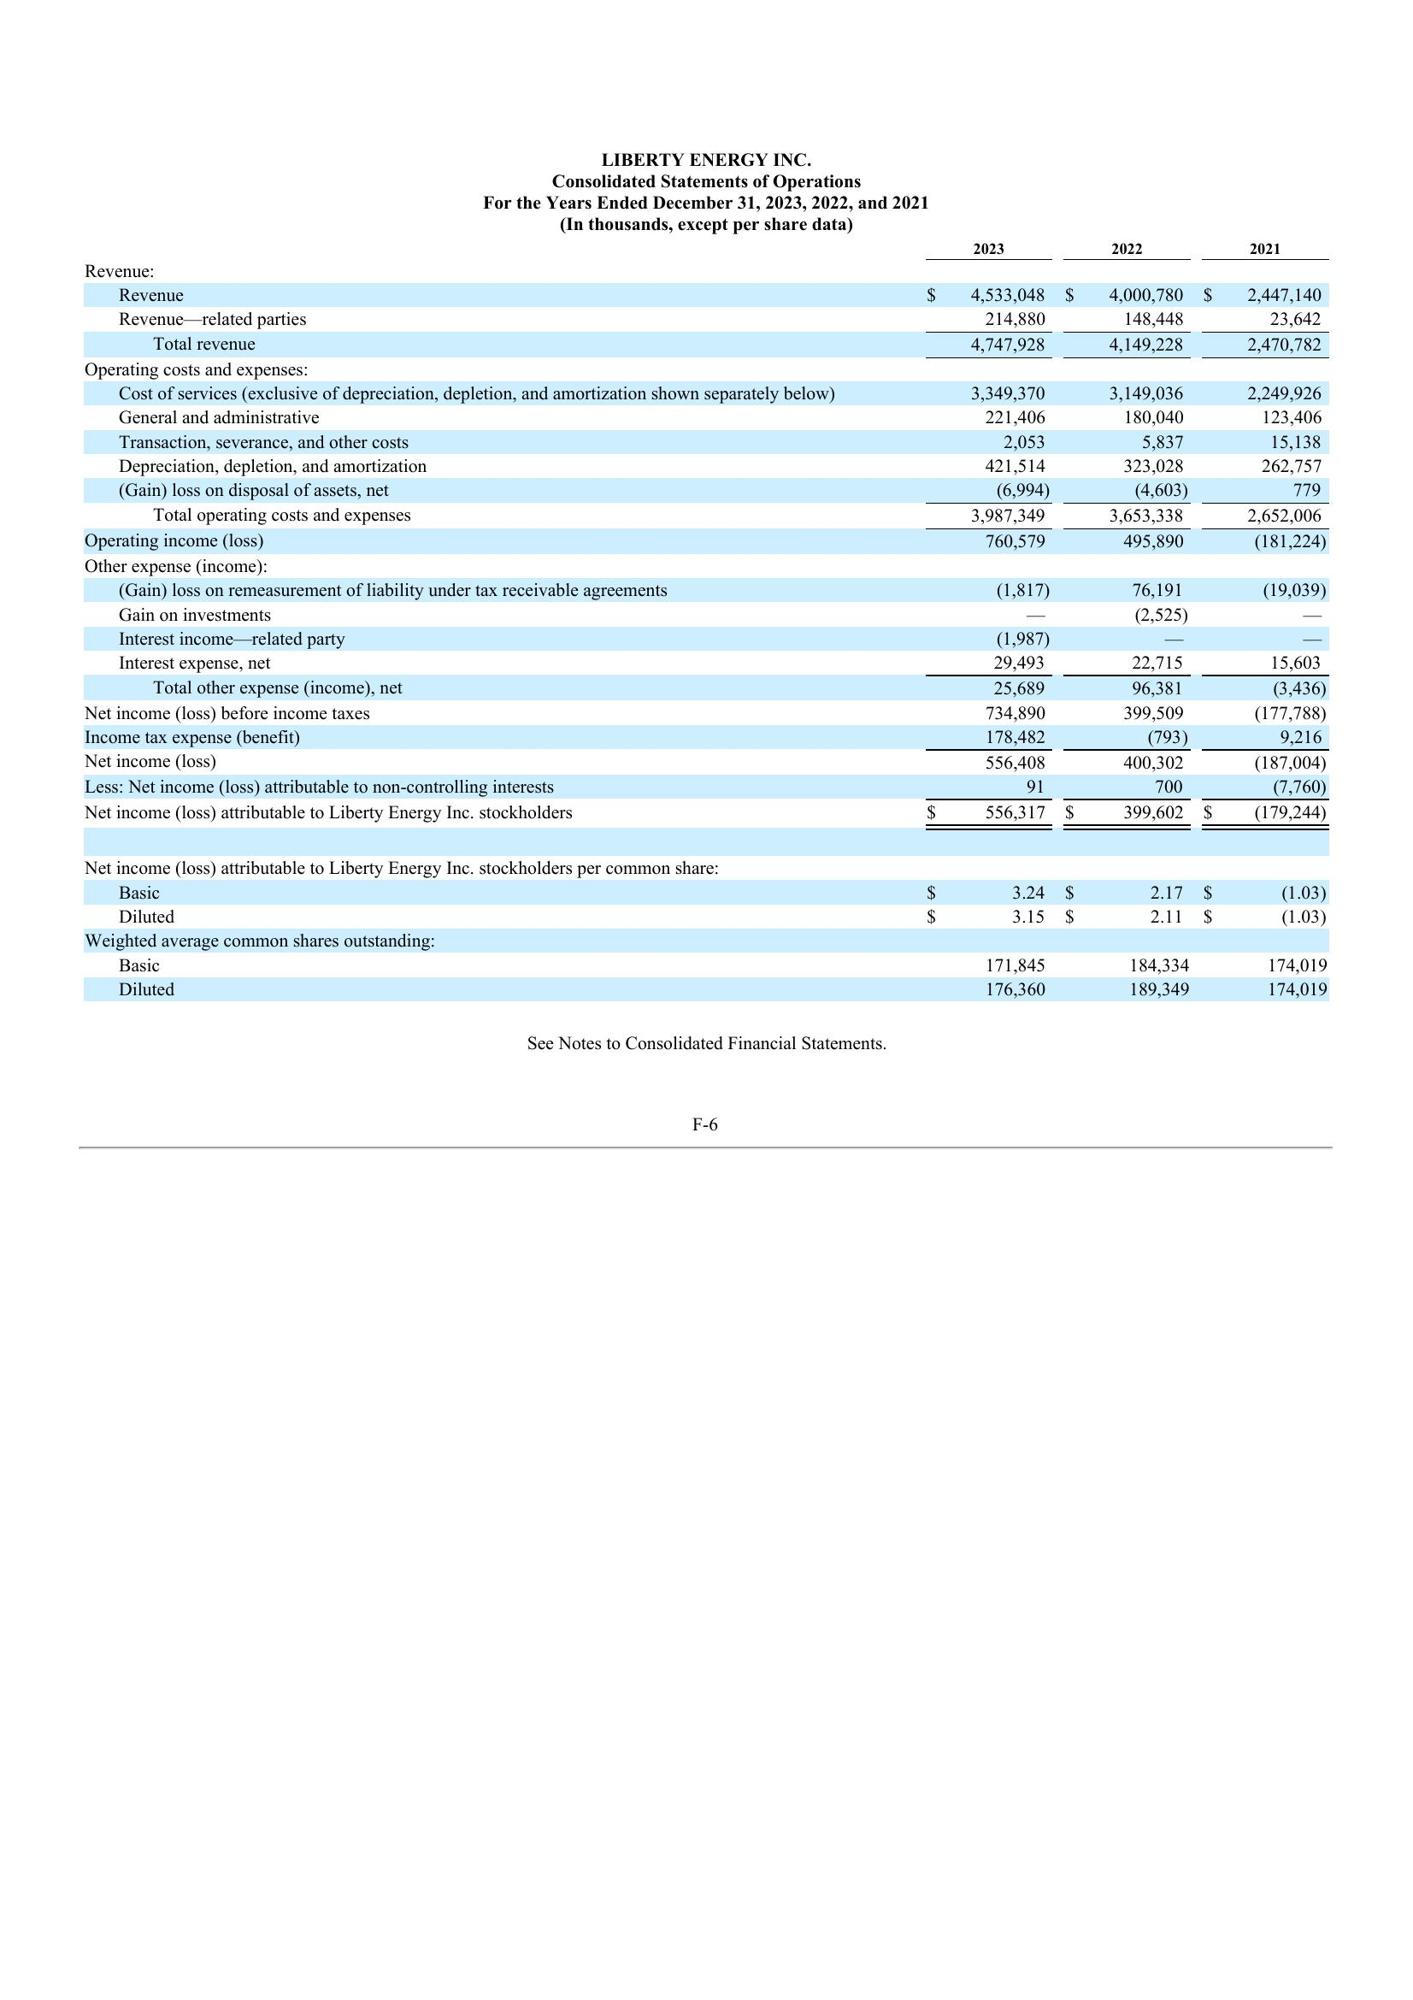 LIBERTY ENERGY INC.
Consolidated Statements of Operations
For the Years Ended December 31, 2023, 2022, and 2021
(In thousands, except per share data)
2023 2022 2021
Revenue:
Revenue $ 4,533,048 $ 4,000,780 $ 2,447,140
Revenue—related parties 214,880 148,448 23,642
Total revenue 4,747,928 4,149,228 2,470,782
Operating costs and expenses:
Cost of services (exclusive of depreciation, depletion, and amortization shown separately below) 3,349,370 3,149,036 2,249,926
General and administrative 221,406 180,040 123,406
Transaction, severance, and other costs 2,053 5,837 15,138
Depreciation, depletion, and amortization 421,514 323,028 262,757
(Gain) loss on disposal of assets, net (6,994) (4,603) 779
Total operating costs and expenses 3,987,349 3,653,338 2,652,006
Operating income (loss) 760,579 495,890 (181,224)
Other expense (income):
(Gain) loss on remeasurement of liability under tax receivable agreements (1,817) 76,191 (19,039)
Gain on investments — (2,525) —
Interest income—related party (1,987) — —
Interest expense, net 29,493 22,715 15,603
Total other expense (income), net 25,689 96,381 (3,436)
Net income (loss) before income taxes 734,890 399,509 (177,788)
Income tax expense (benefit) 178,482 (793) 9,216
Net income (loss) 556,408 400,302 (187,004)
Less: Net income (loss) attributable to non-controlling interests 91 700 (7,760)
Net income (loss) attributable to Liberty Energy Inc. stockholders $ 556,317 $ 399,602 $ (179,244)
Net income (loss) attributable to Liberty Energy Inc. stockholders per common share:
Basic $ 3.24 $ 2.17 $ (1.03)
Diluted $ 3.15 $ 2.11 $ (1.03)
Weighted average common shares outstanding:
Basic 171,845 184,334 174,019
Diluted 176,360 189,349 174,019
See Notes to Consolidated Financial Statements.
F-6